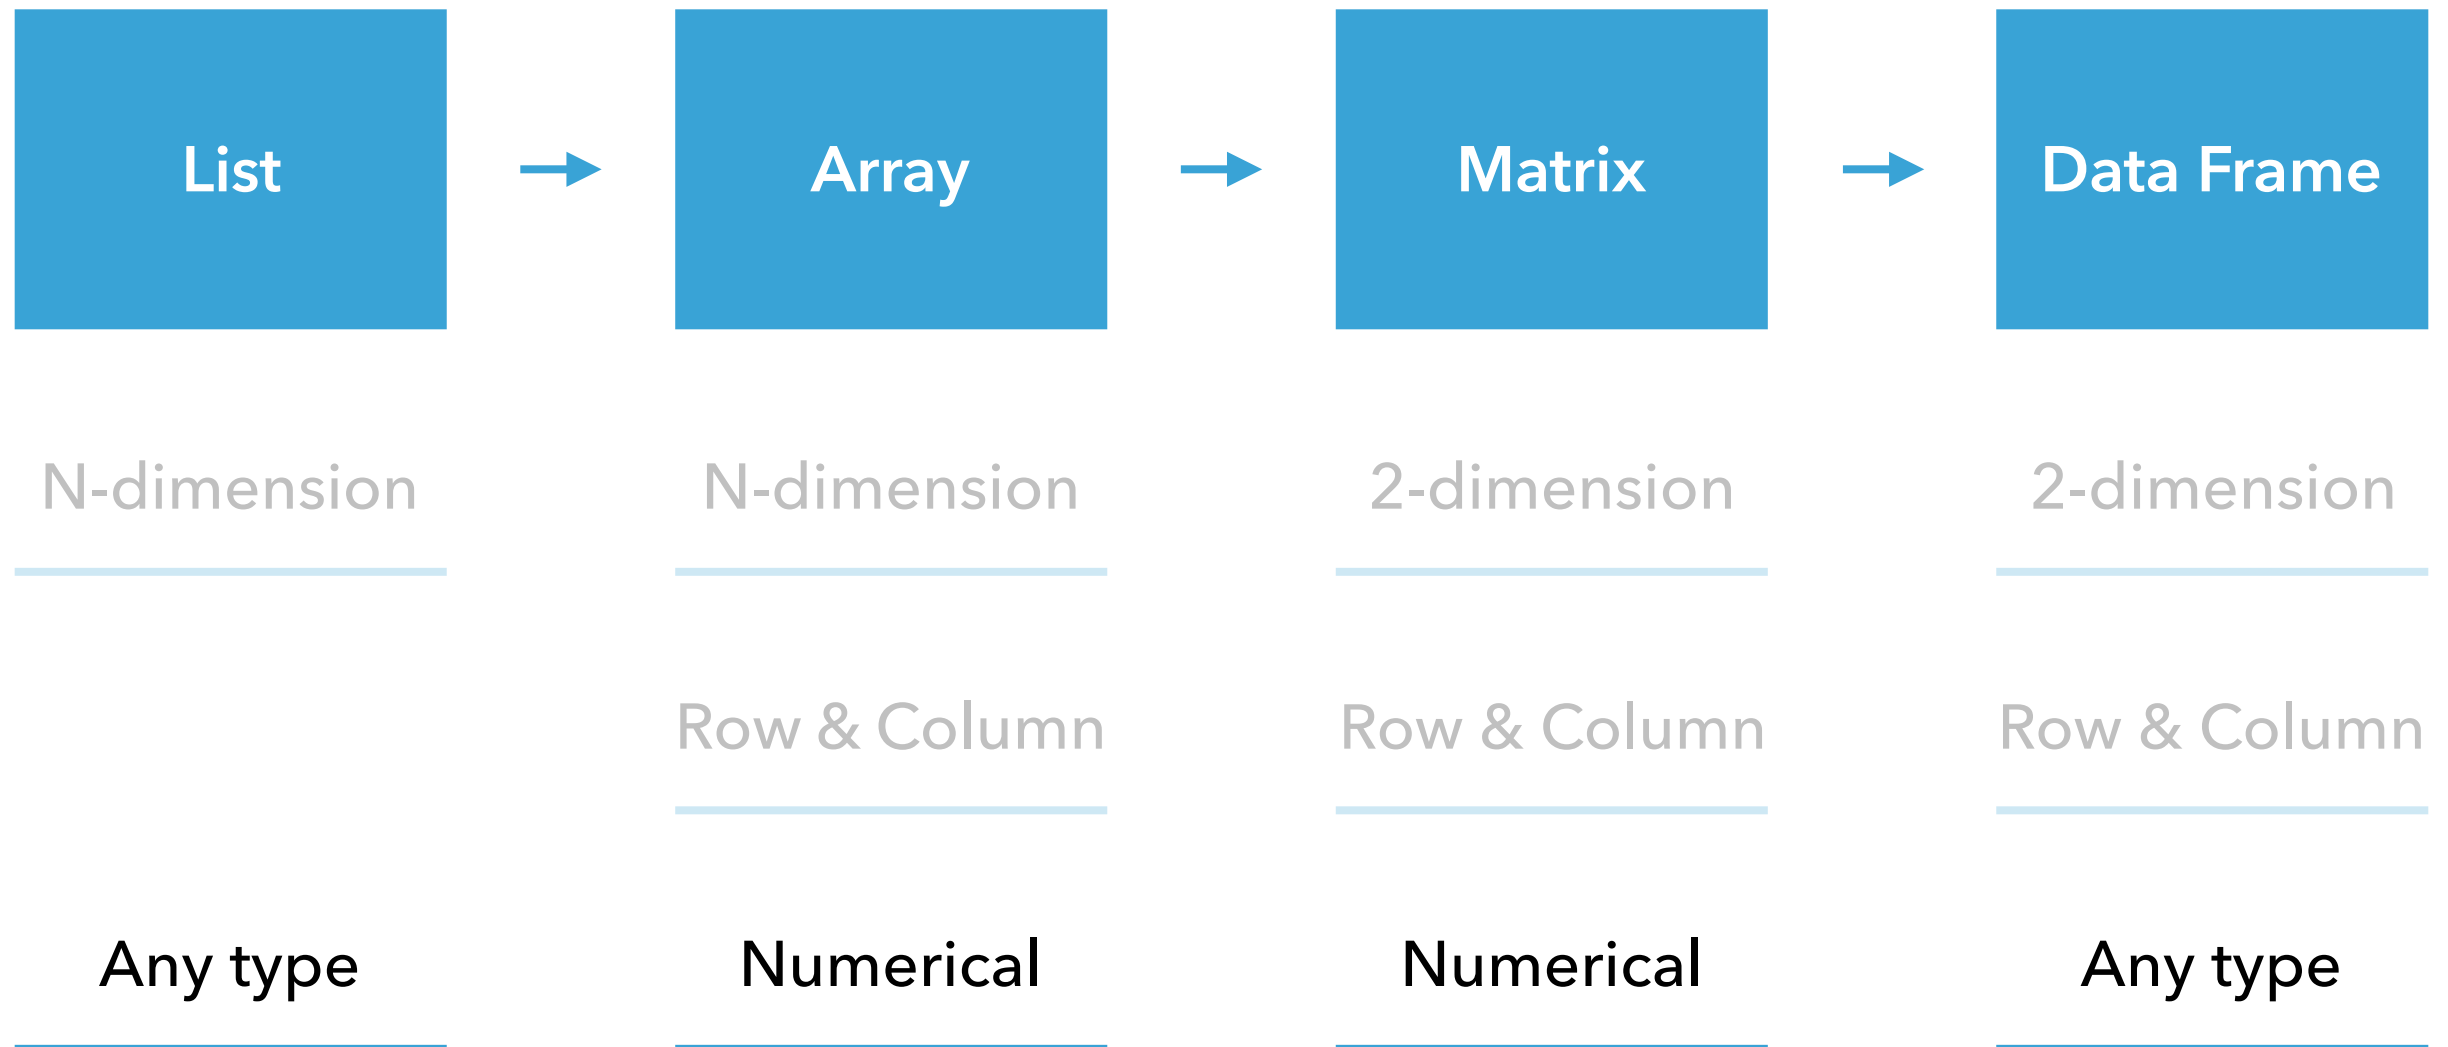 List
Array
Matrix
Data Frame
N-dimension
N-dimension
2-dimension
2-dimension
Row & Column
Row & Column
Row & Column
Any type
Numerical
Numerical
Any type